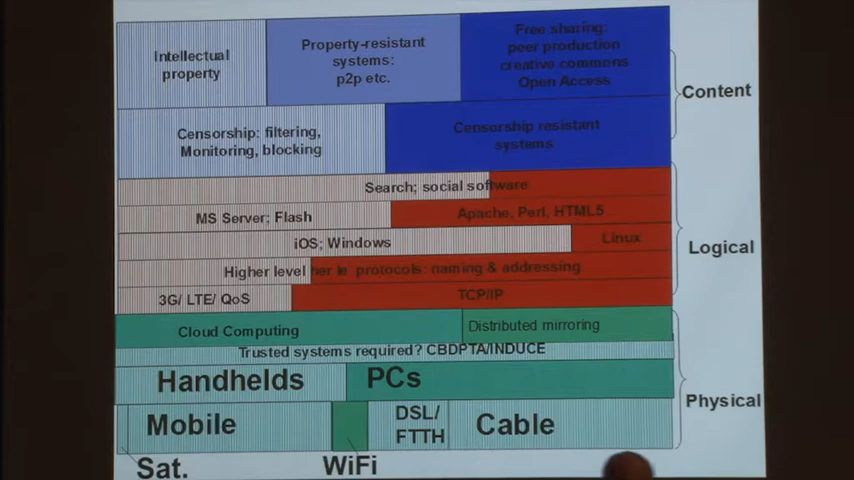 Intellectual
property
Property-resistant
systems:
p2p etc.
Free sharing:
peer production
creative commons
Open Access
Content
Censorship: filtering,
Monitoring, blocking
Censorship resistant
systems
Search; social software
MS Server; Flash
Apache, Perl, HTML5
iOS; Windows
Linux
Logical
Higher level
her le protocols: naming & addressing
3G/ LTE/ QoS
TCP/IP
Cloud Computing
Distributed mirroring
Trusted systems required? CBDPTA/INDUCE
Handhelds
PCs
Physical
Mobile
DSL/
FTTH
Cable
Sat.
WiFi